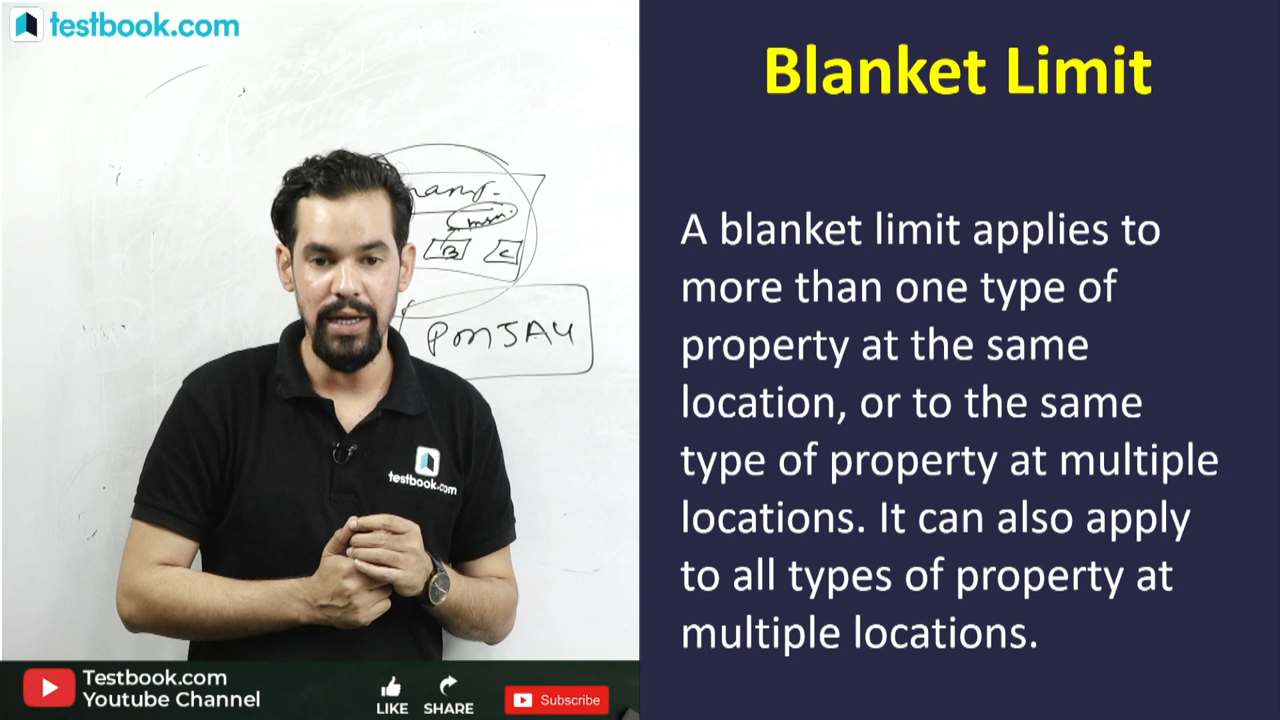 testbook.com
Blanket Limit
A blanket limit applies to
more than one type of
property at the same
location, or to the same
type of property at multiple
locations. It can also apply
to all types of property at
multiple locations.
B C
PMJAY
testbook.com
Testbook.com
Youtube Channel
LIKE SHARE Subscribe